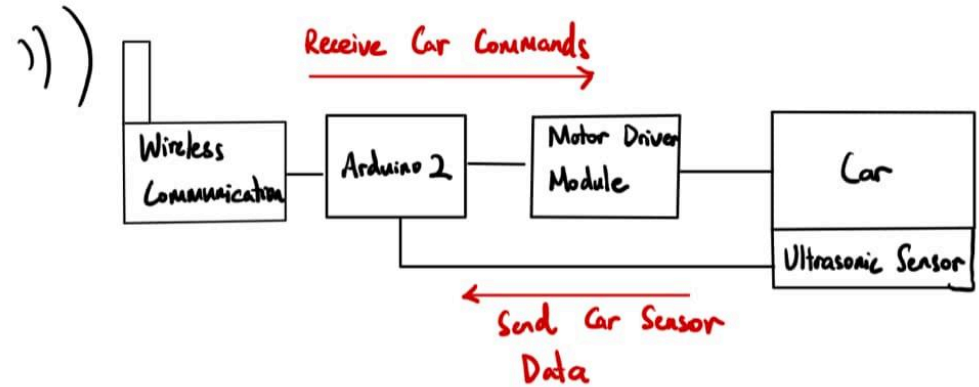 Receive Car Commands
Wireless
Communication
Arduino 2
Motor Driver
Module
Car
Ultrasonic Sensor
Send Car Sensor
Data